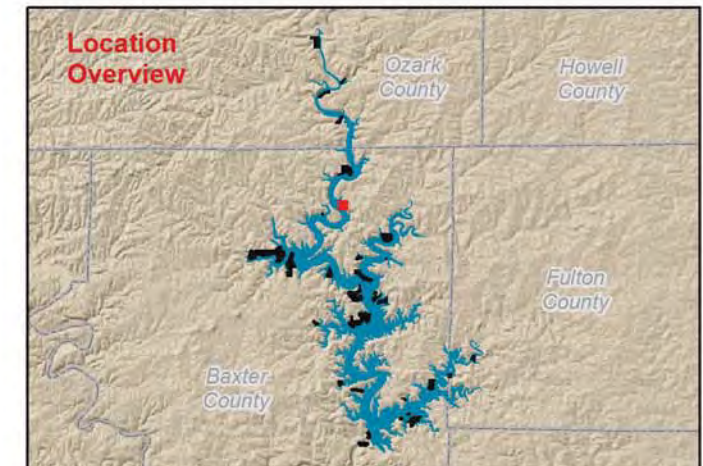 Location
Overview
Ozark
County
Howell
County
Fulton
County
Baxter
County